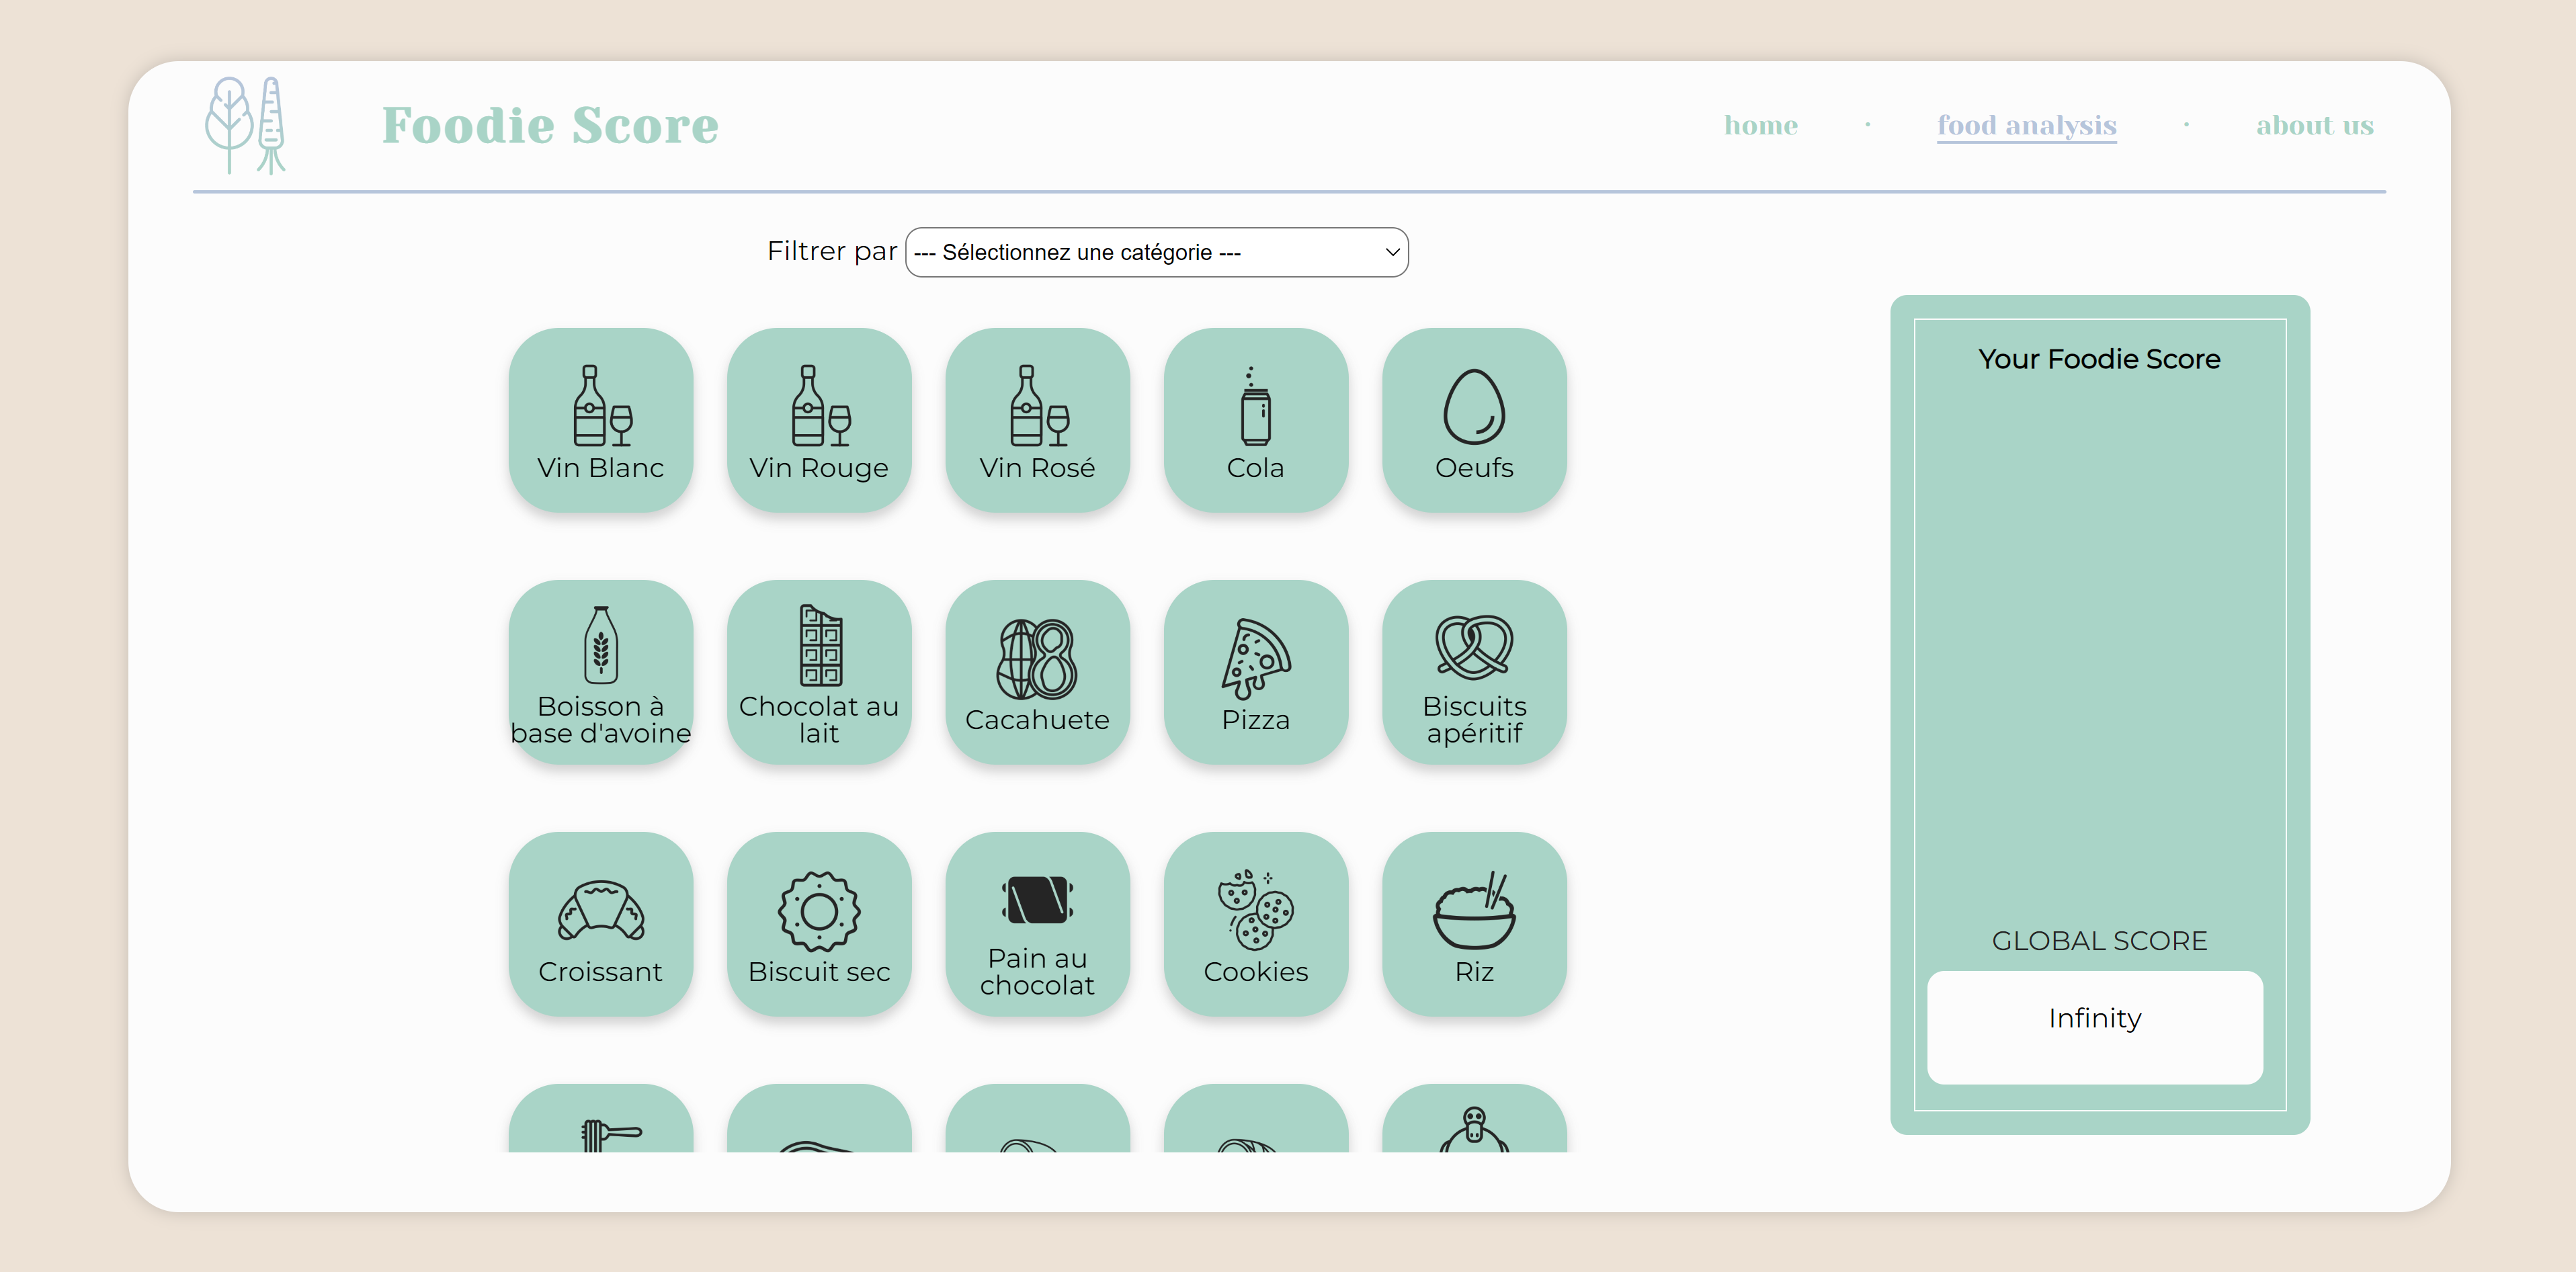 Foodie Score
home · food analysis · about us
Filtrer par --- Sélectionnez une catégorie ---
Vin Blanc
Vin Rouge
Vin Rosé
Cola
Oeufs
Boisson à
base d'avoine
Chocolat au
lait
Cacahuete
Pizza
Biscuits
apéritif
Croissant
Biscuit sec
Pain au
chocolat
Cookies
Riz
Your Foodie Score
GLOBAL SCORE
Infinity